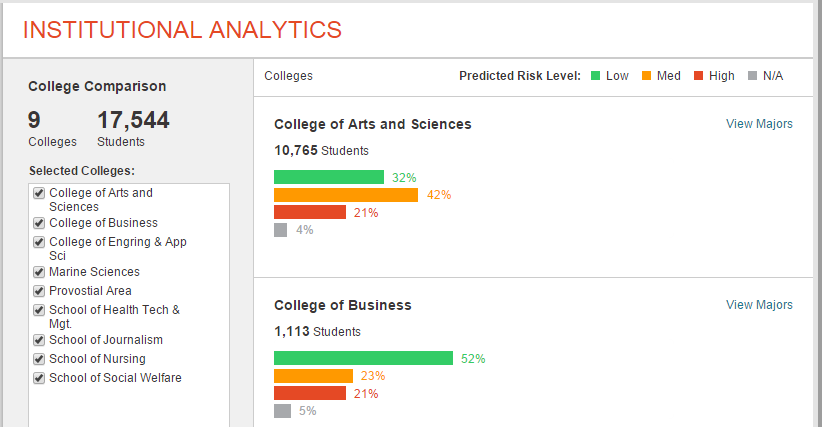 INSTITUTIONAL ANALYTICS
College Comparison
9 17,544
Colleges Students
Selected Colleges:
College of Arts and
Sciences
College of Business
College of Engring & App
Sci
Marine Sciences
Provostial Area
School of Health Tech &
Mgt.
School of Journalism
School of Nursing
School of Social Welfare
Colleges Predicted Risk Level: Low Med High N/A
College of Arts and Sciences View Majors
10,765 Students
32%
42%
21%
4%
College of Business View Majors
1,113 Students
52%
23%
21%
5%